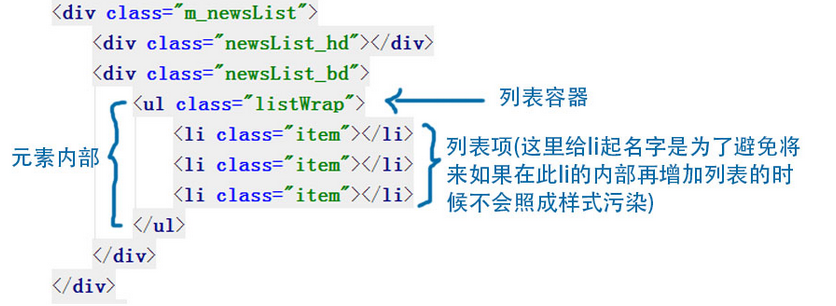 <div class="m_newsList">
<div class="newsList_hd"></div>
<div class="newsList_bd">
<ul class="listWrap">
列表容器
<li class="item"></li>
<li class="item"></li>
<li class="item"></li>
元素内部
列表项(这里给li起名字是为了避免将
来如果在此li的内部再增加列表的时
候不会照成样式污染)
</ul>
</div>
</div>